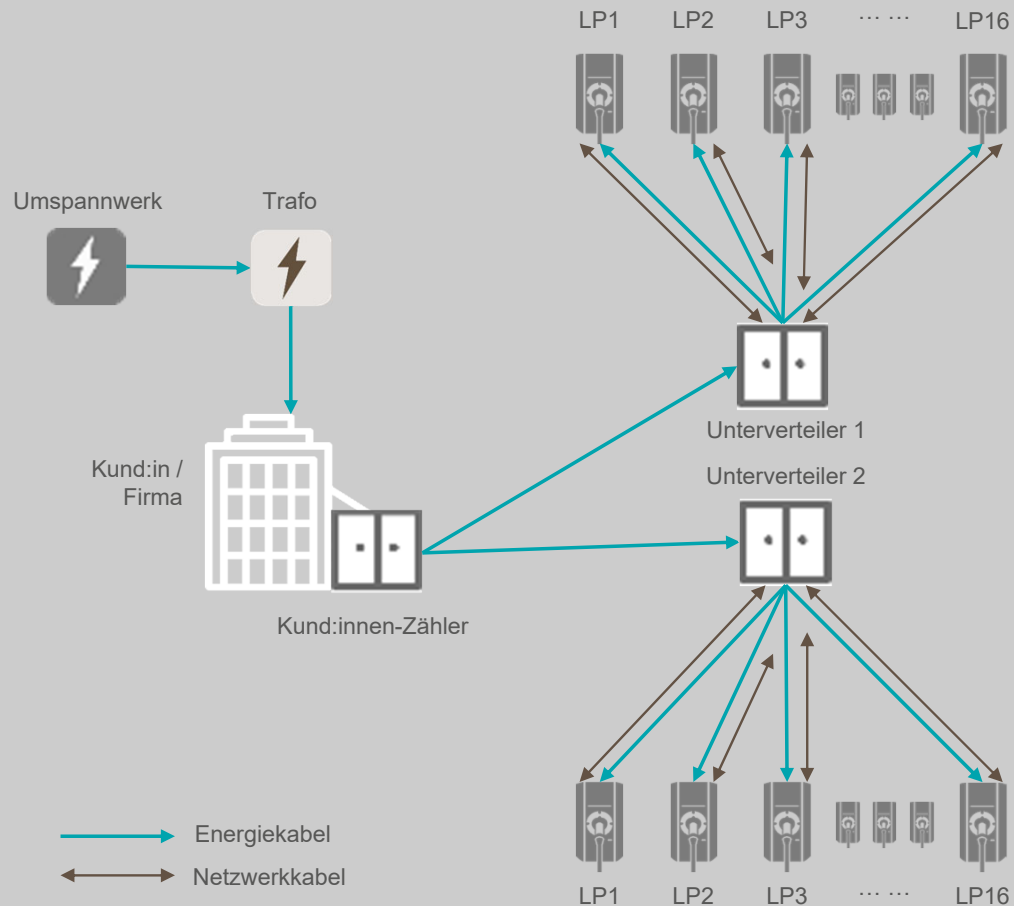 LP1 LP2 LP3 ... ... LP16
Umspannwerk Trafo
Unterverteiler 1
Kund:in /
Firma
Unterverteiler 2
Kund:innen-Zähler
Energiekabel
Netzwerkkabel
LP1 LP2 LP3 ... ... LP16